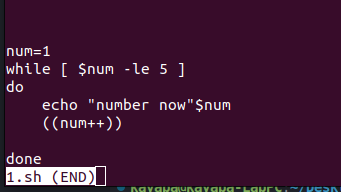 num=1
while [ $num -le 5 ]
do
    echo "number now"$num
    ((num++))
done
1.sh (END)